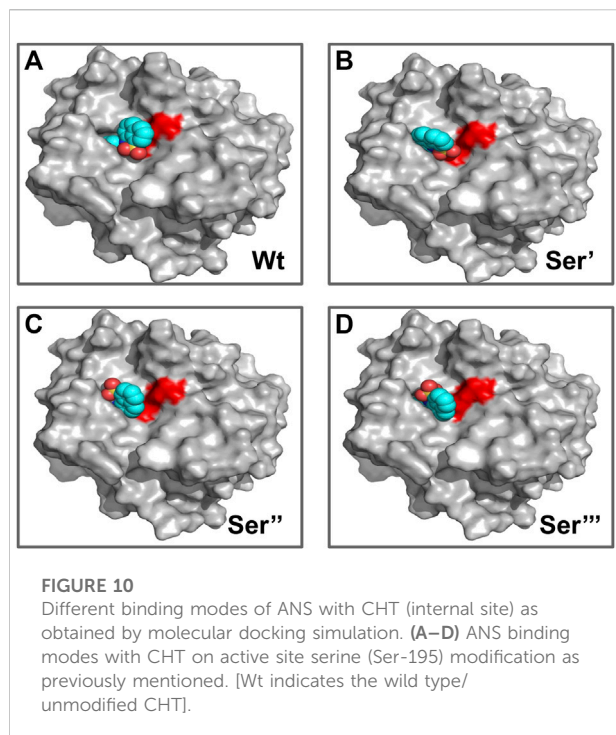 A
Wt
B
Ser’
C
Ser”
D
Ser”’
FIGURE 10
Different binding modes of ANS with CHT (internal site) as
obtained by molecular docking simulation. (A–D) ANS binding
modes with CHT on active site serine (Ser-195) modification as
previously mentioned. [Wt indicates the wild type/
unmodified CHT].